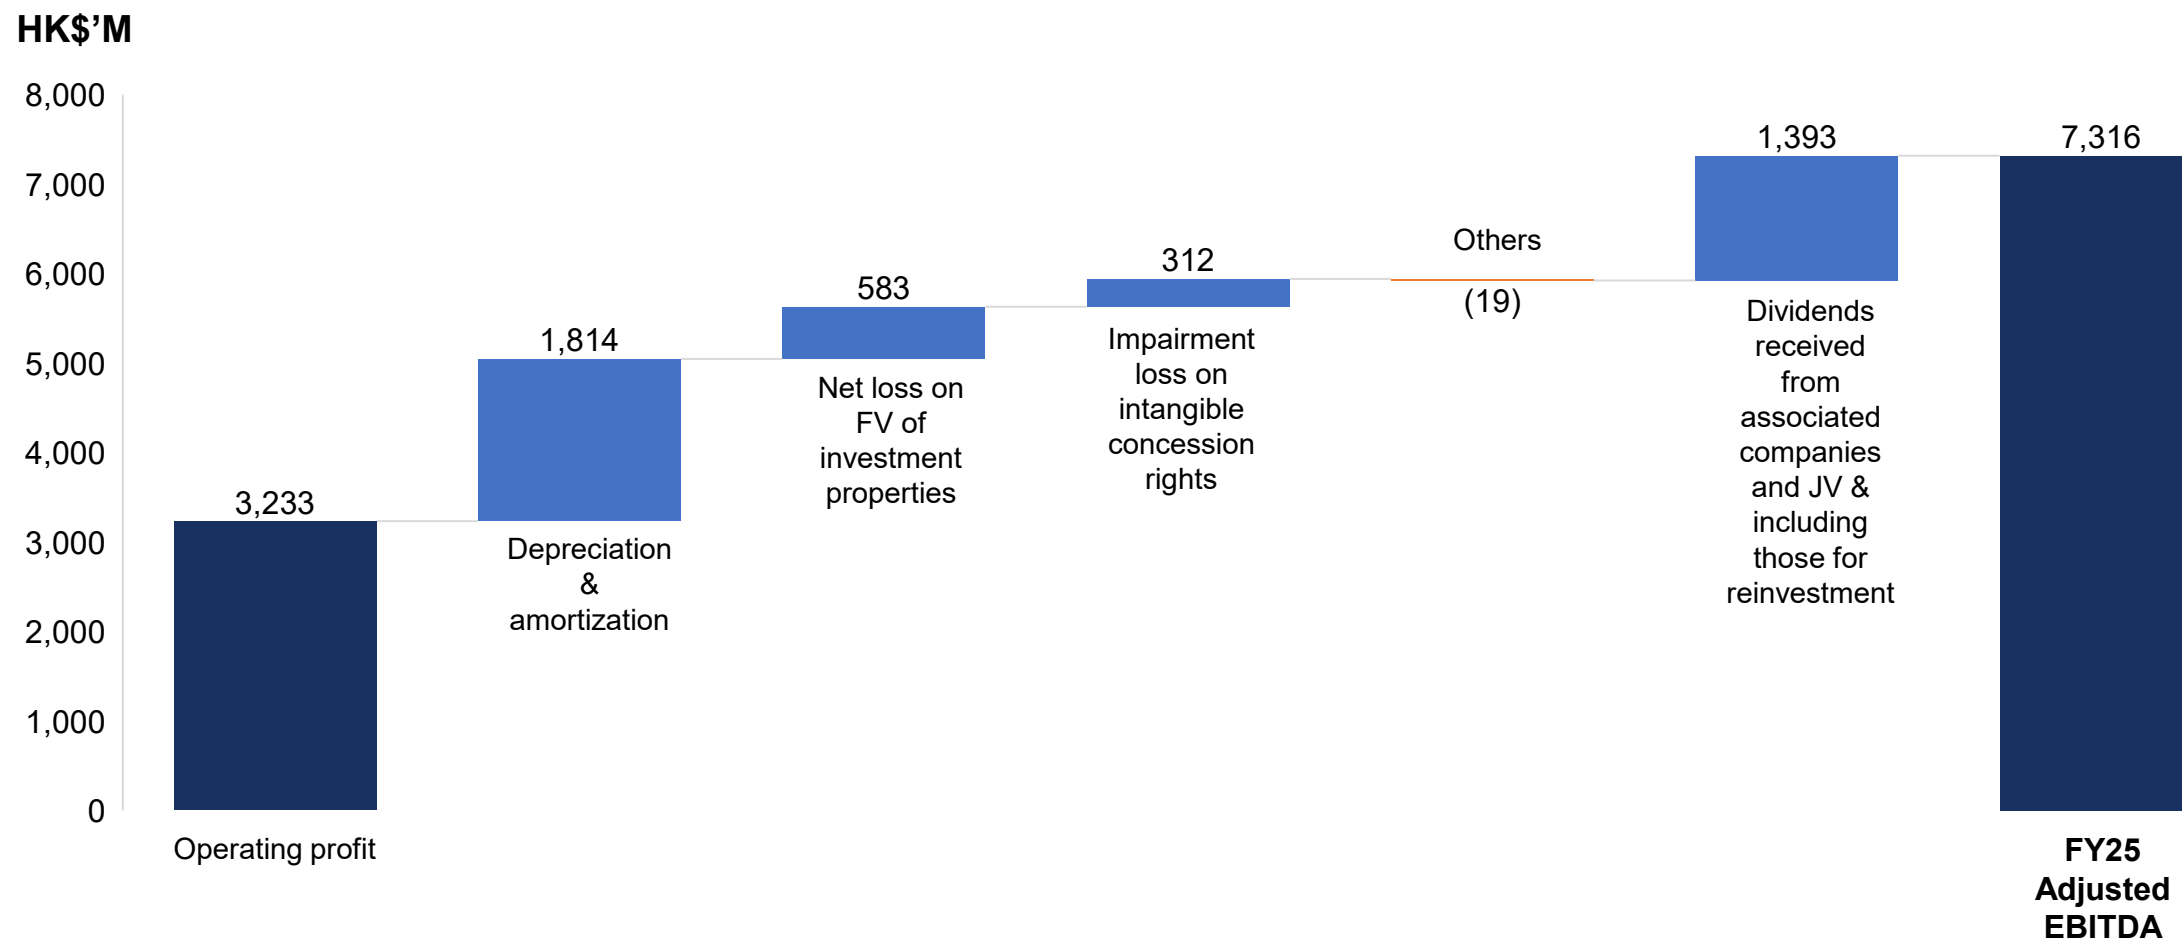 HK$’M
8,000
7,000
6,000
5,000
4,000
3,000
2,000
1,000
0
3,233
Operating profit
1,814
Depreciation
&
amortization
583
Net loss on
FV of
investment
properties
312
Impairment
loss on
intangible
concession
rights
Others
(19)
1,393
Dividends
received
from
associated
companies
and JV &
including
those for
reinvestment
7,316
FY25
Adjusted
EBITDA